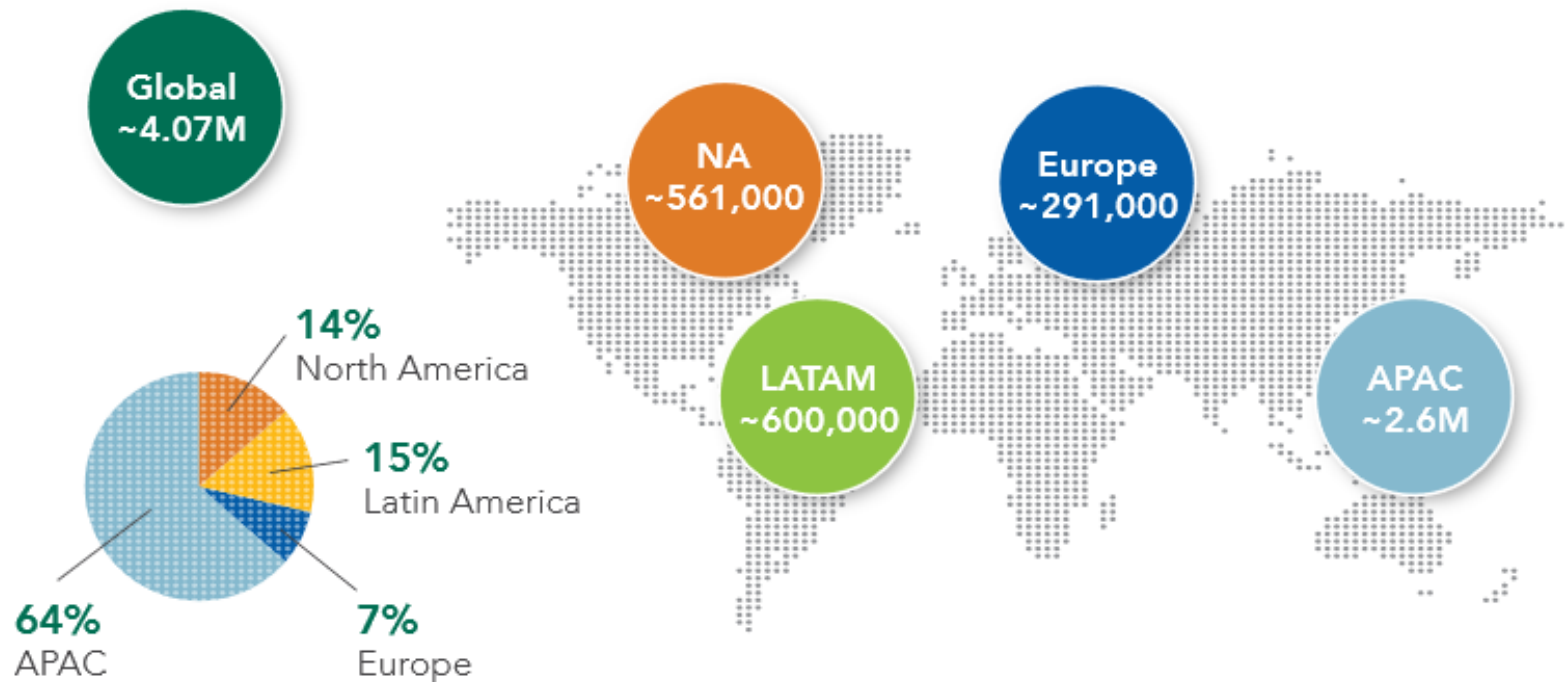 Global
~4.07M
NA
~561,000
Europe
~291,000
LATAM
~600,000
APAC
~2.6M
14%
North America
15%
Latin America
64%
APAC
7%
Europe